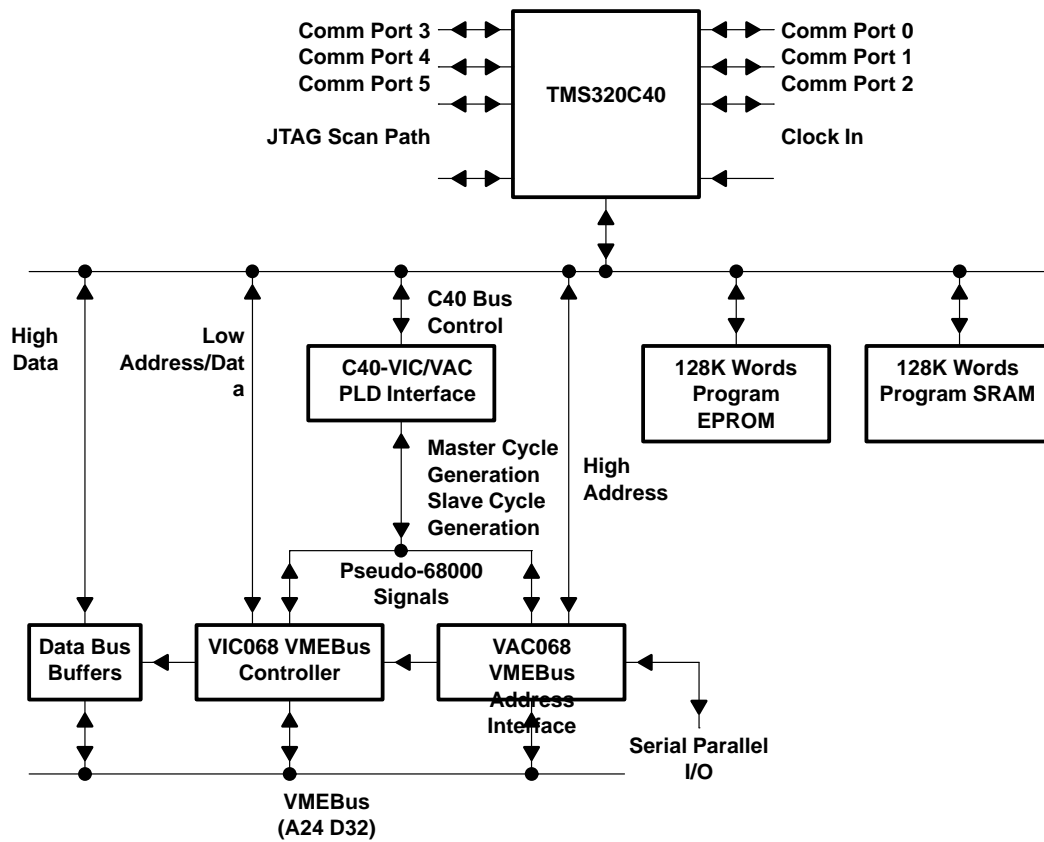 Comm Port 3
Comm Port 4
Comm Port 5
JTAG Scan Path
TMS320C40
Comm Port 0
Comm Port 1
Comm Port 2
Clock In
High
Data
Low
Address/Dat
a
C40 Bus
Control
C40-VIC/VAC
PLD Interface
128K Words
Program
EPROM
128K Words
Program SRAM
Master Cycle
Generation
Slave Cycle
Generation
High
Address
Pseudo-68000
Signals
Data Bus
Buffers
VIC068 VMEBus
Controller
VAC068
VMEBus
Address
Interface
Serial Parallel
I/O
VMEBus
(A24 D32)